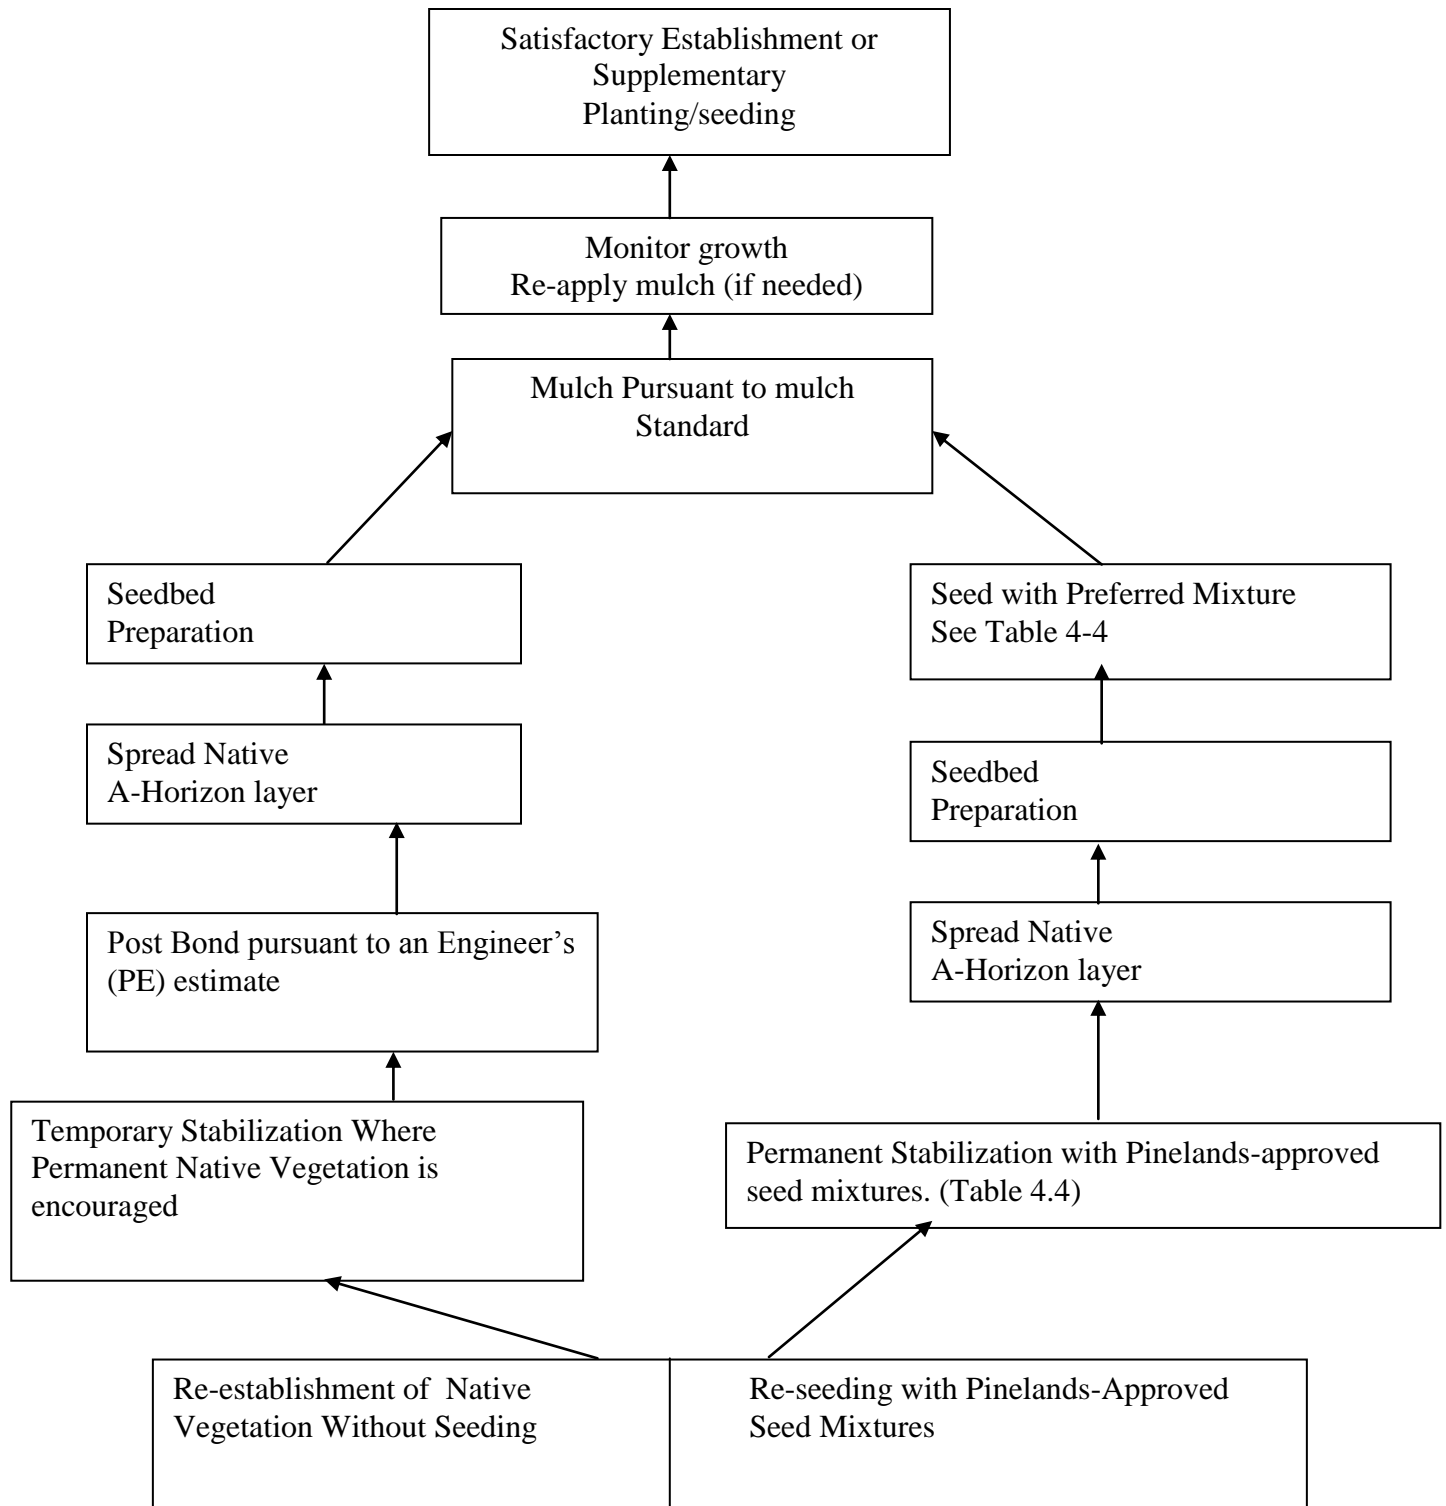 Satisfactory Establishment or
Supplementary
Planting/seeding
Monitor growth
Re-apply mulch (if needed)
Mulch Pursuant to mulch
Standard
Seedbed
Preparation
Seed with Preferred Mixture
See Table 4-4
Spread Native
A-Horizon layer
Seedbed
Preparation
Post Bond pursuant to an Engineer’s
(PE) estimate
Spread Native
A-Horizon layer
Temporary Stabilization Where
Permanent Native Vegetation is
encouraged
Permanent Stabilization with Pinelands-approved
seed mixtures. (Table 4.4)
Re-establishment of  Native
Vegetation Without Seeding
Re-seeding with Pinelands-Approved
Seed Mixtures